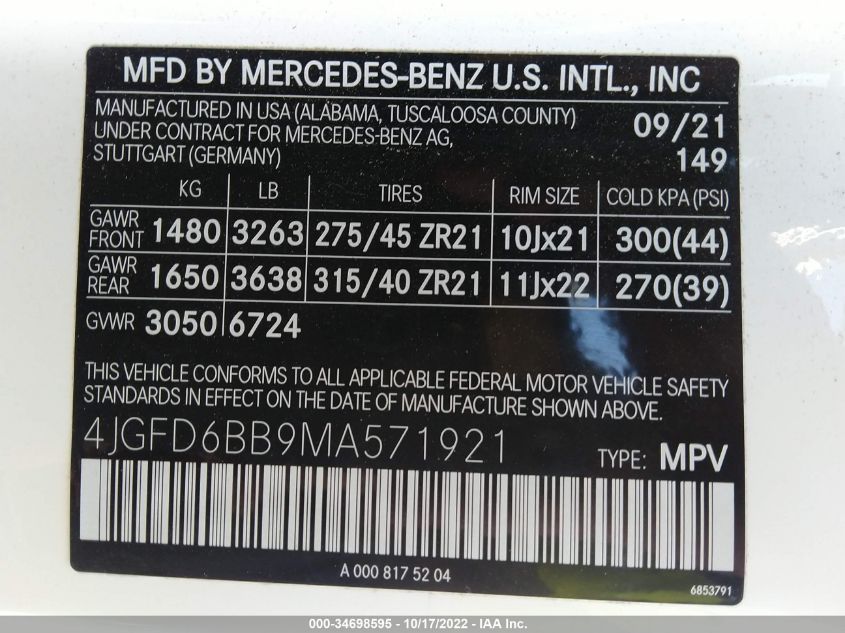 MFD BY MERCEDES-BENZ U.S. INTL., INC
MANUFACTURED IN USA (ALABAMA, TUSCALOOSA COUNTY)
UNDER CONTRACT FOR MERCEDES-BENZ AG,
STUTTGART (GERMANY)
09/21
149
KG LB TIRES RIM SIZE COLD KPA (PSI)
GAWR FRONT 1480 3263 275/45 ZR21 10Jx21 300(44)
GAWR REAR 1650 3638 315/40 ZR21 11Jx22 270(39)
GVWR 3050 6724
THIS VEHICLE CONFORMS TO ALL APPLICABLE FEDERAL MOTOR VEHICLE SAFETY
STANDARDS IN EFFECT ON THE DATE OF MANUFACTURE SHOWN ABOVE.
4JGFD6BB9MA571921 TYPE: MPV
A 000 817 52 04
6853791
000-34698595 - 10/17/2022 - IAA Inc.